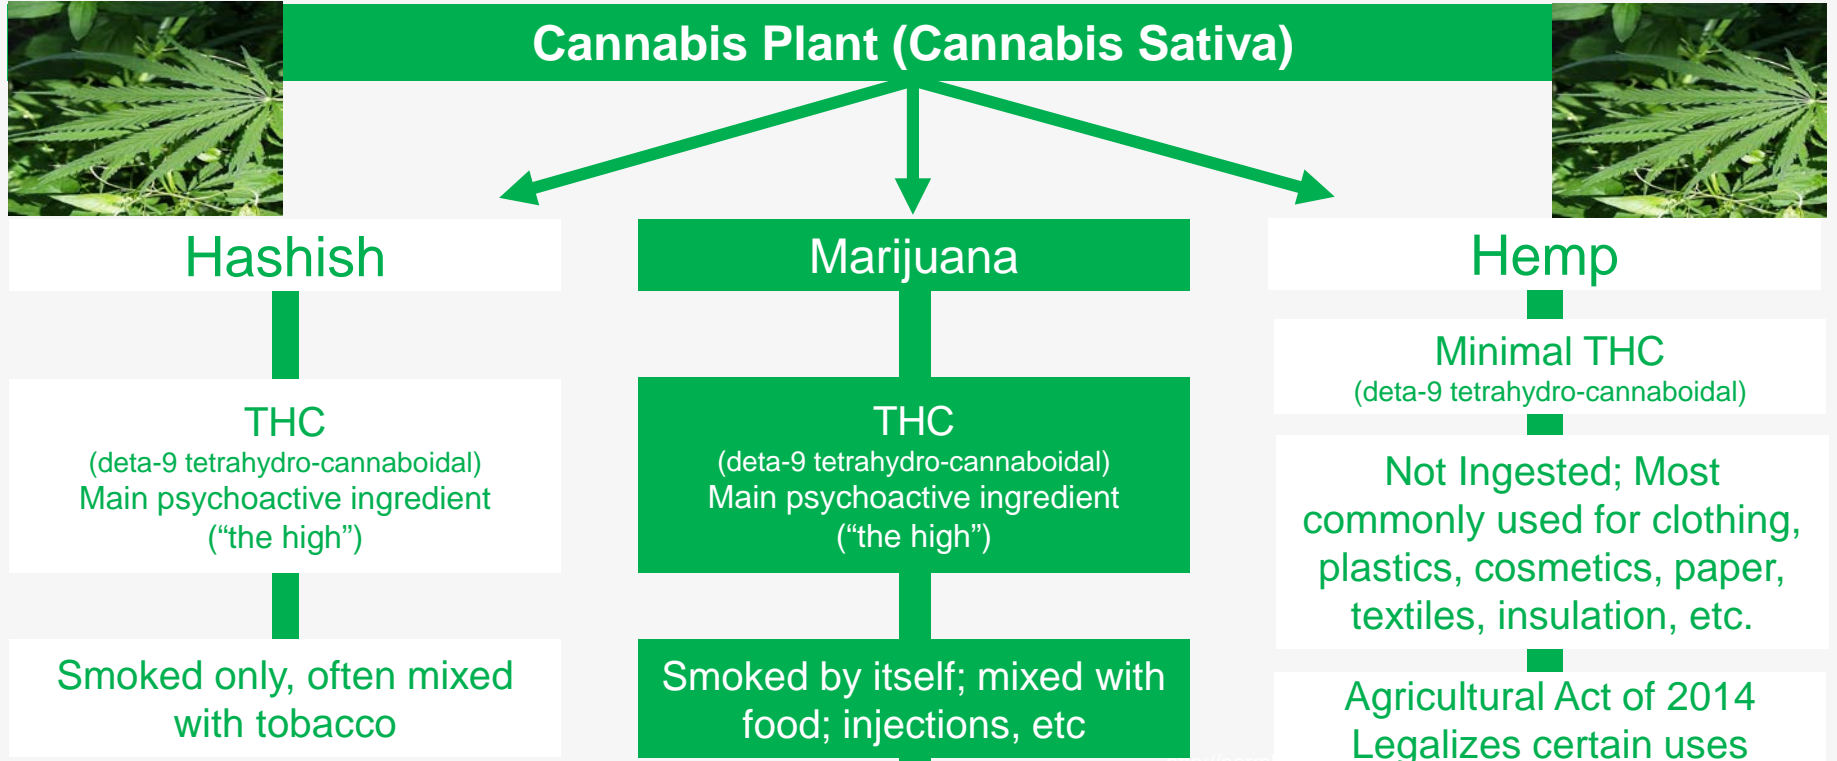 Cannabis Plant (Cannabis Sativa)
Hashish
THC
(deta-9 tetrahydro-cannaboidal)
Main psychoactive ingredient
(“the high”)
Smoked only, often mixed
with tobacco
Marijuana
THC
(deta-9 tetrahydro-cannaboidal)
Main psychoactive ingredient
(“the high”)
Smoked by itself; mixed with
food; injections, etc
Hemp
Minimal THC
(deta-9 tetrahydro-cannaboidal)
Not Ingested; Most
commonly used for clothing,
plastics, cosmetics, paper,
textiles, insulation, etc.
Agricultural Act of 2014
Legalizes certain uses